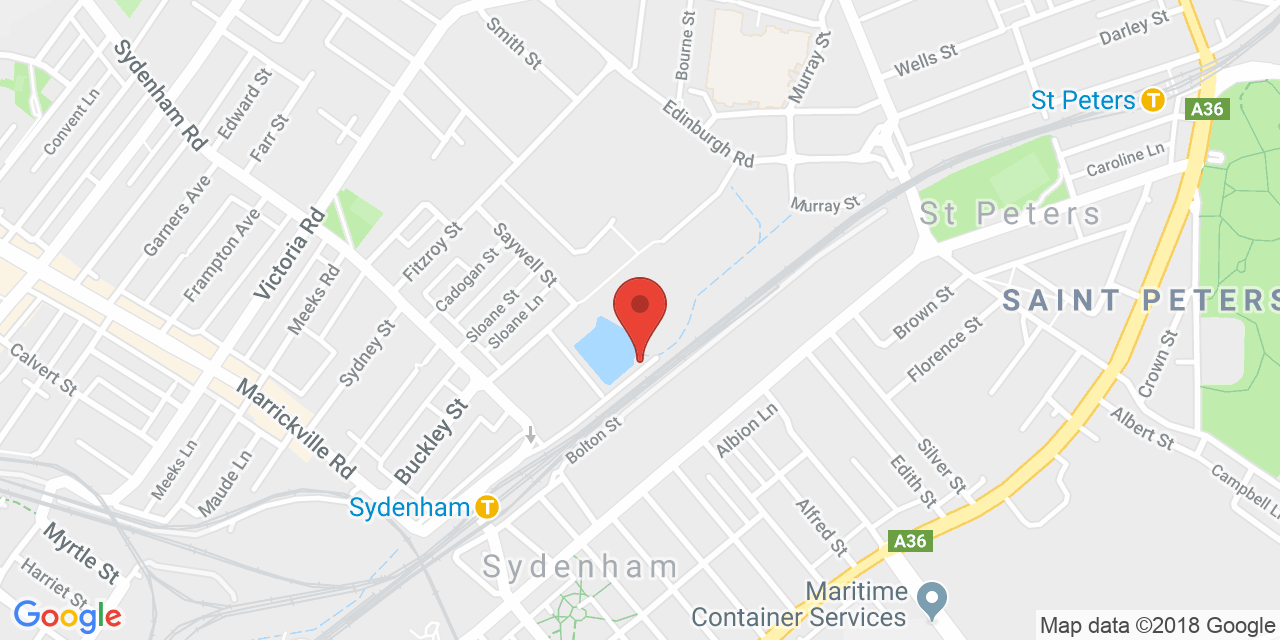 Smith St
Bourne St
Murray St
Wells St
Darley St
Sydenham Rd
Convent Ln
Edward St
Farr St
Edinburgh Rd
St Peters
T
A36
Caroline Ln
Garners Ave
Frampton Ave
Victoria Rd
Meeks Rd
Fitzroy St
Saywell St
Cadogan St
Sloane St
Sloane Ln
Murray St
St Peters
SAINT PETERS
Brown St
Florence St
Crown St
Sydney St
Calvert St
Marrickville Rd
Buckley St
Meeks Ln
Maude Ln
Bolton St
Albion Ln
Silver St
Edith St
Albert St
Campbell L
Alfred St
Sydenham
T
A36
Myrtle St
Harriet St
Sydenham
Maritime
Container Services
Google
Map data ©2018 Google